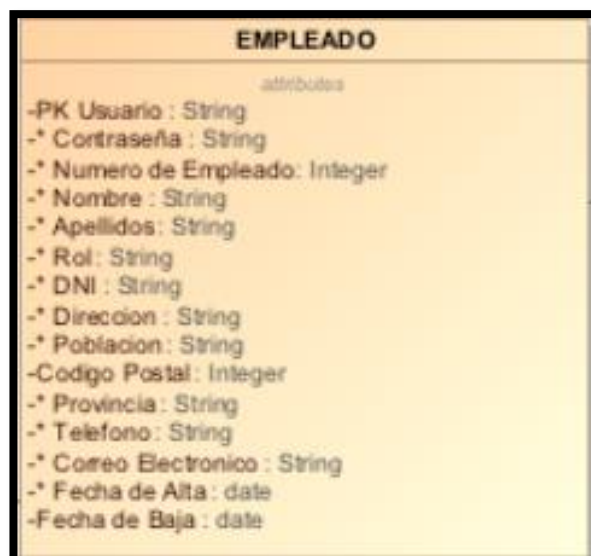 EMPLEADO
attributes
-PK Usuario : String
-* Contraseña : String
-* Numero de Empleado: Integer
-* Nombre : String
-* Apellidos: String
-* Rol: String
-* DNI : String
-* Direccion : String
-* Poblacion: String
-Codigo Postal: Integer
-* Provincia: String
-* Telefono : String
-* Correo Electronico : String
-* Fecha de Alta : date
-Fecha de Baja : date